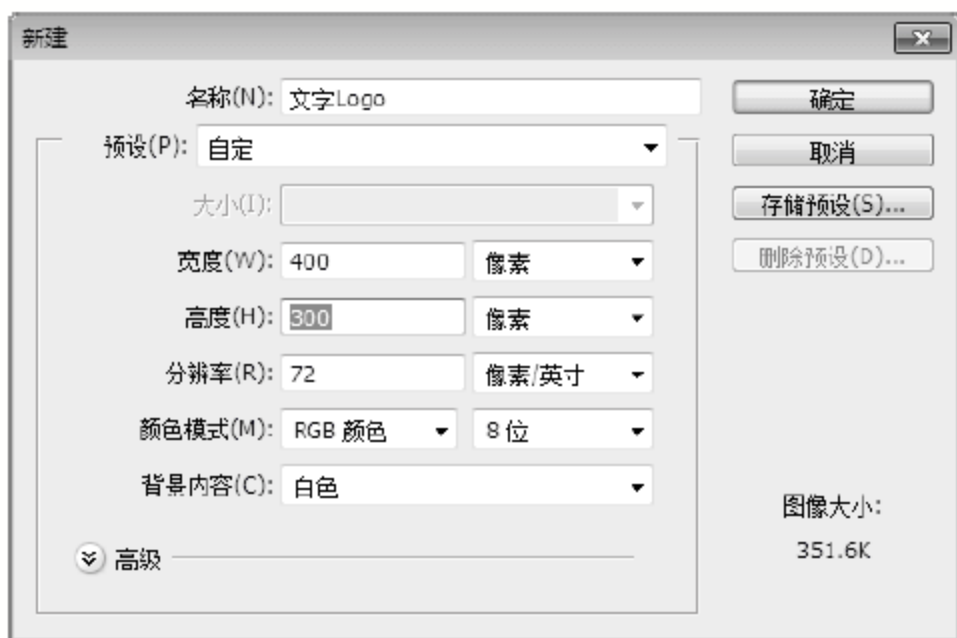 新建
名称(N): 文字Logo 确定
预设(P): 自定 取消
大小(I): 存储预设(S)...
宽度(W): 400 像素 删除预设(D)...
高度(H): 300 像素
分辨率(R): 72 像素/英寸
颜色模式(M): RGB 颜色 8 位
背景内容(C): 白色
图像大小:
351.6K
高级